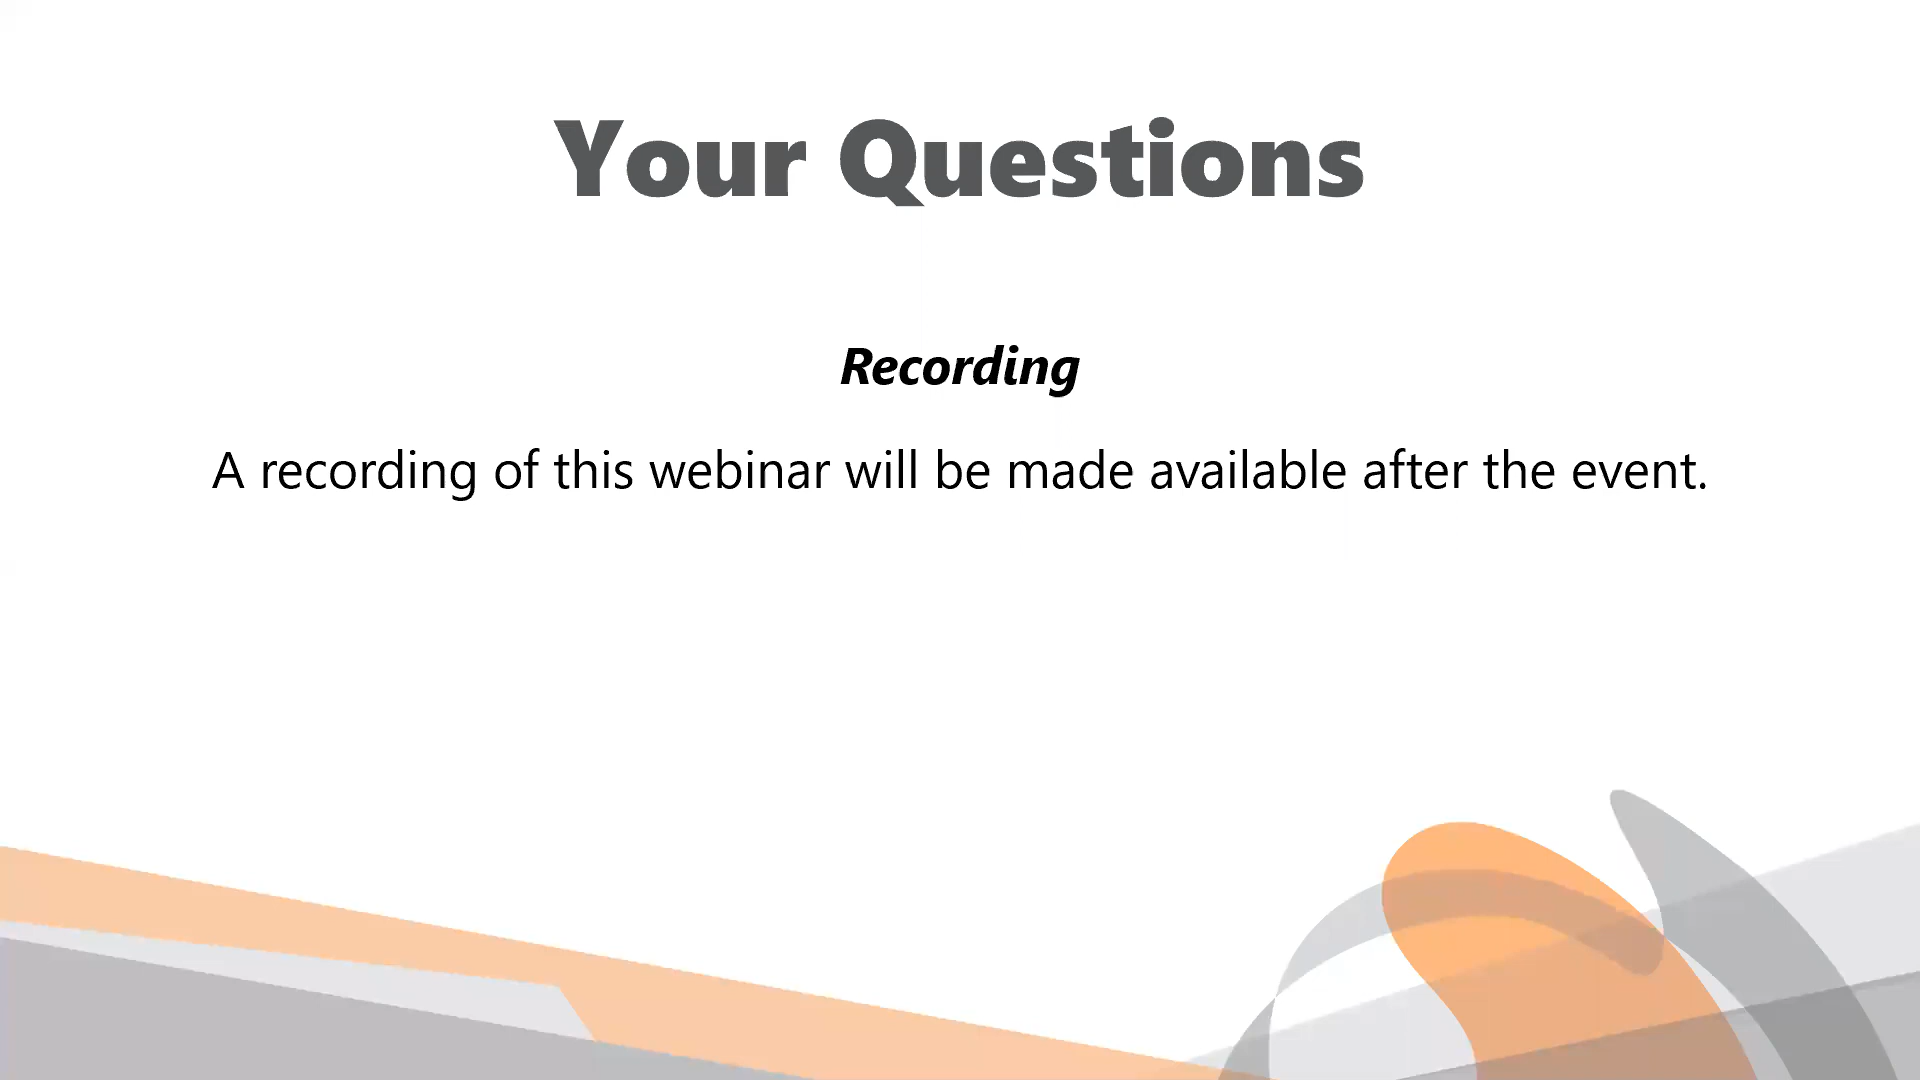 Your Questions
Recording
A recording of this webinar will be made available after the event.